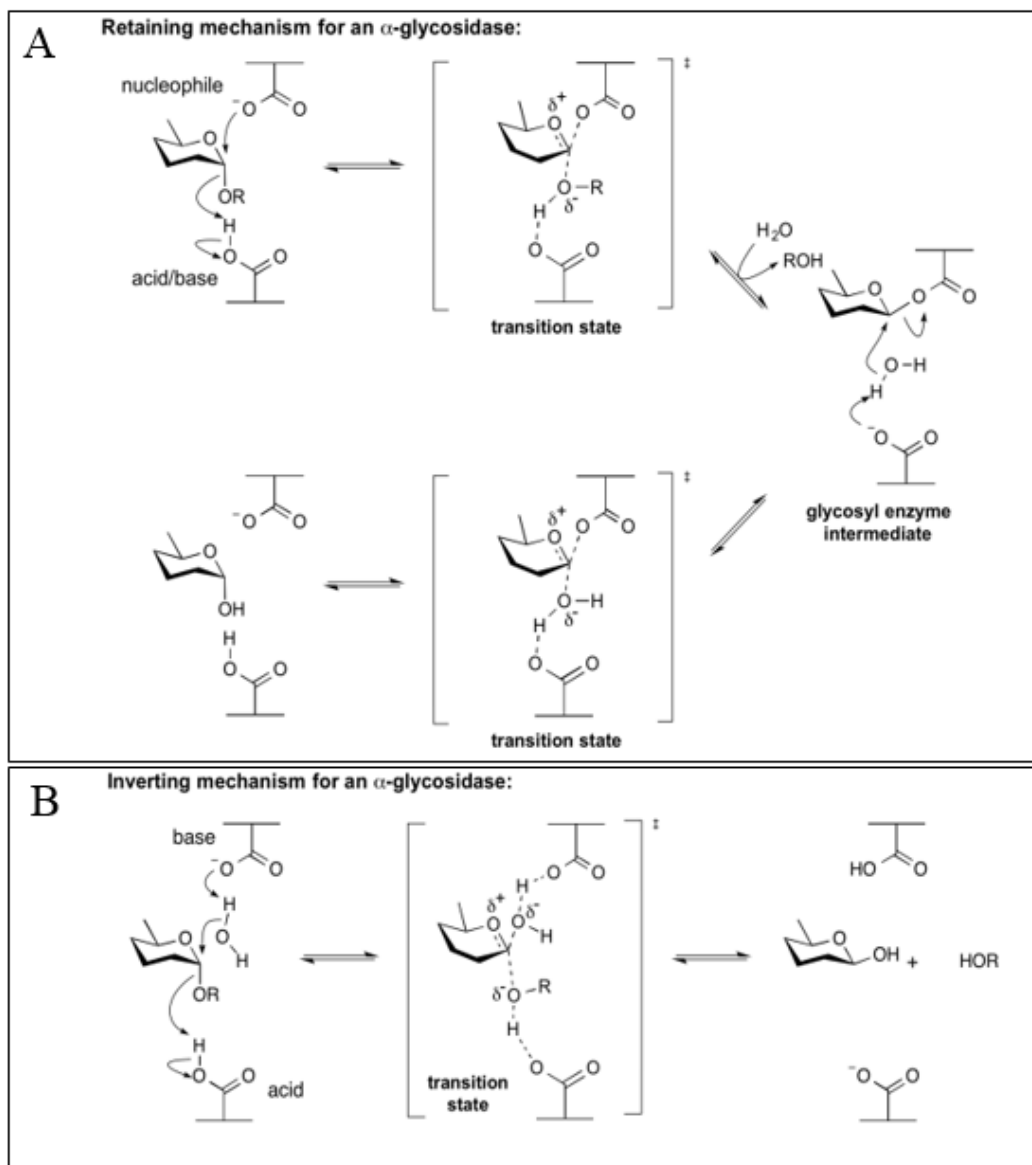 A
Retaining mechanism for an α-glycosidase:
nucleophile
−O
O
O
OR
H
O
O
acid/base
δ+
O
O
O
O−R
H
δ-
O
O
‡
transition state
H2O
ROH
O
O
O
O−H
H
−O
O
glycosyl enzyme
intermediate
−O
O
O
OH
H
O
O
δ+
O
O
O
O−H
H
δ-
O
O
‡
transition state
B
Inverting mechanism for an α-glycosidase:
base
−O
O
H
O
H
O
OR
H
O
O
acid
O
O
H
δ+
δ-
O
O
H
δ-
O−R
H
O
O
‡
transition
state
HO
O
O
OH
+
HOR
−O
O